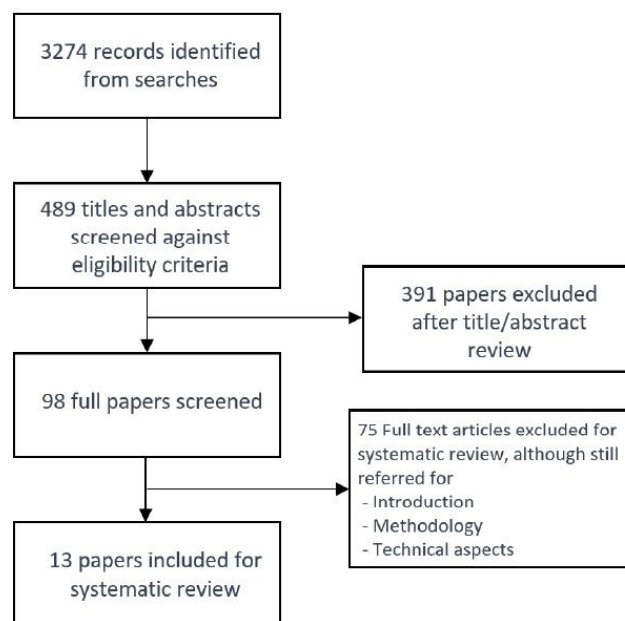 3274 records identified
from searches
489 titles and abstracts
screened against
eligibility criteria
391 papers excluded
after title/abstract
review
98 full papers screened
75 Full text articles excluded for
systematic review, although still
referred for
- Introduction
- Methodology
- Technical aspects
13 papers included for
systematic review